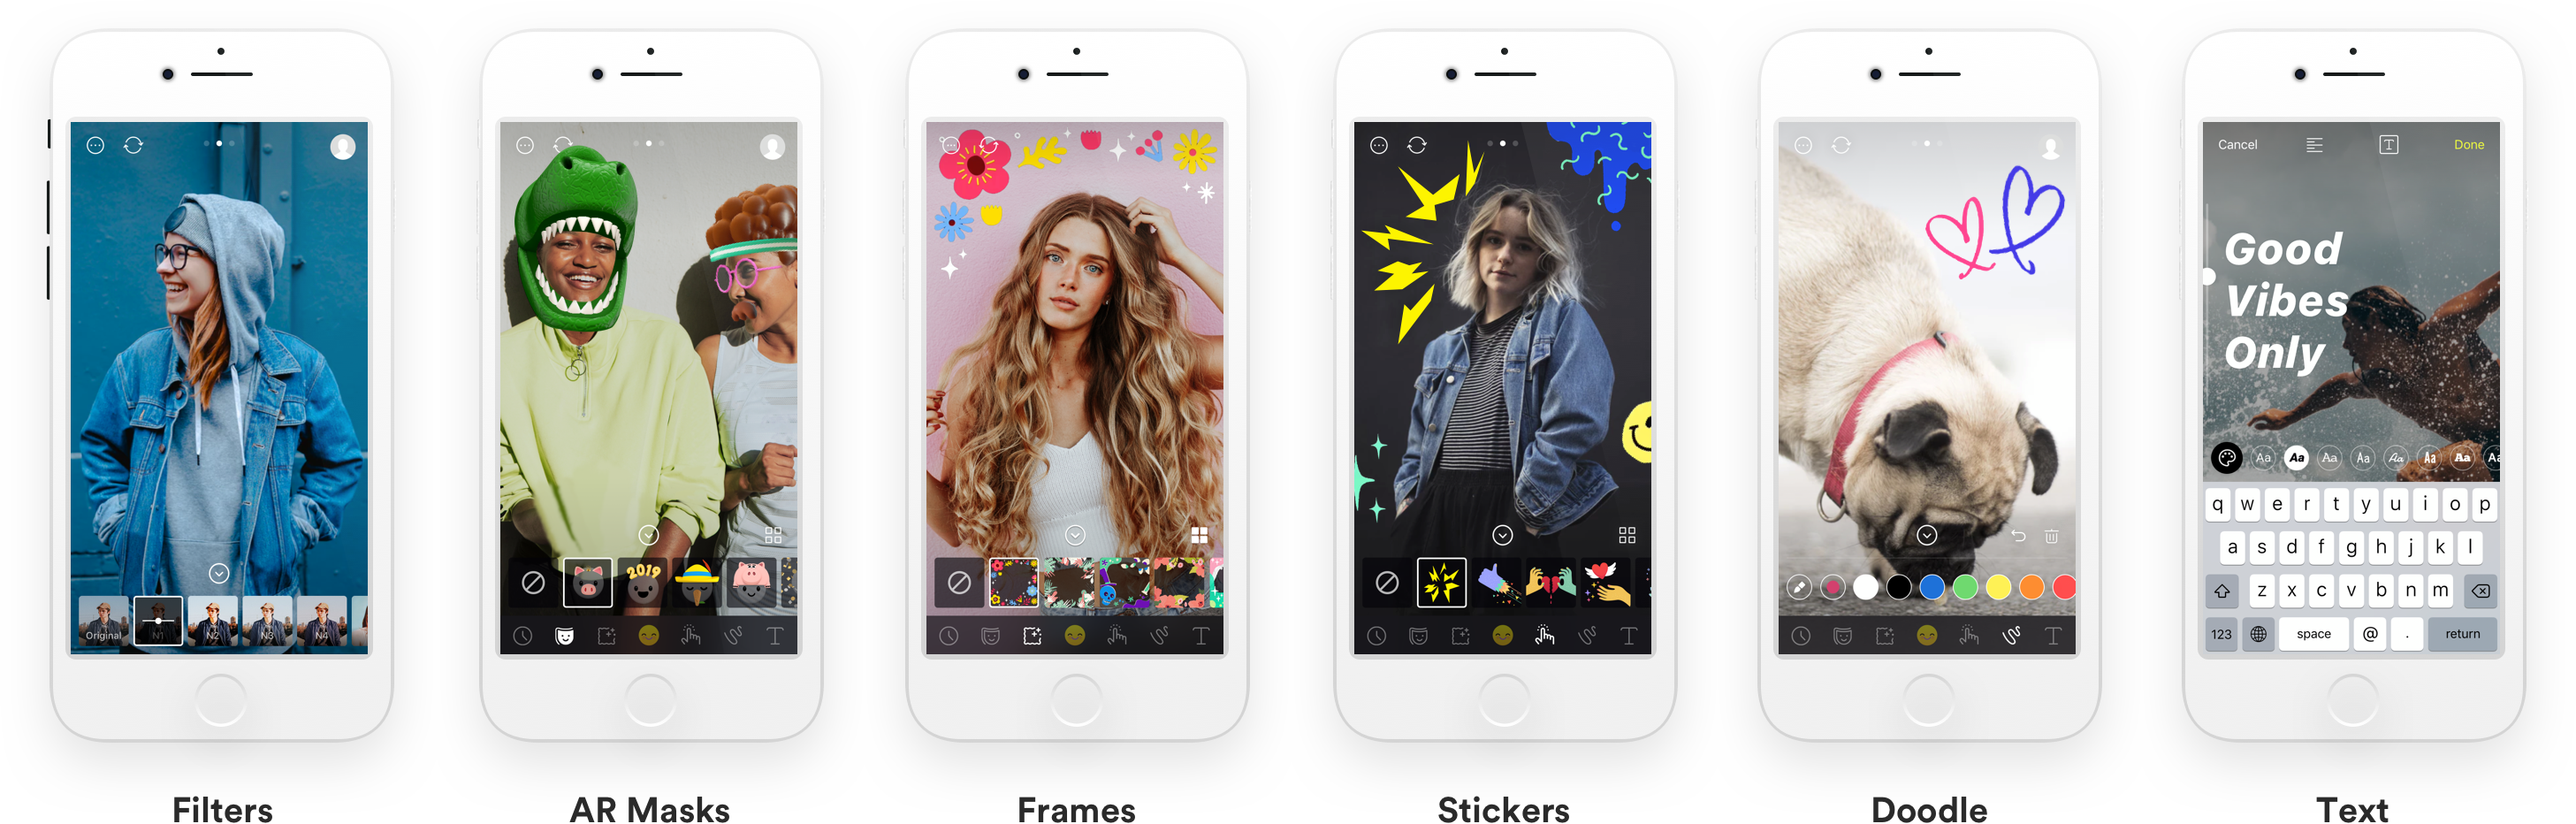 Original
N1
N2
N3
N4
Filters
2019
AR Masks
Frames
Stickers
Doodle
Cancel
T
Done
Good
Vibes
Only
Aa Aa Aa Aa Aa Aa Aa
q w e r t y u i o p
a s d f g h j k l
z x c v b n m
123 space @ . return
Text